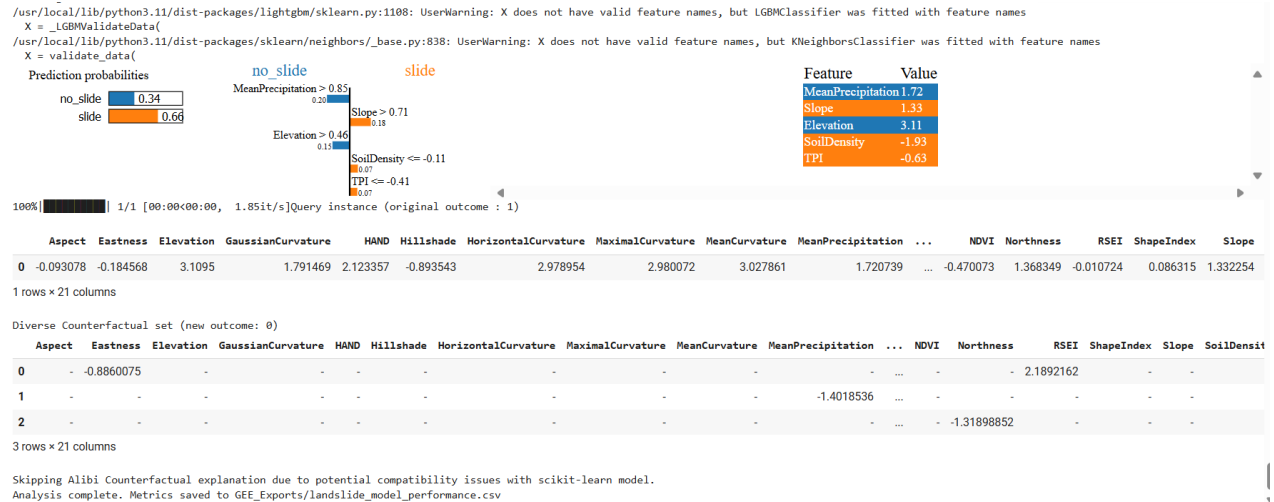 /usr/local/lib/python3.11/dist-packages/lightgbm/sklearn.py:1108: UserWarning: X does not have valid feature names, but LGBMClassifier was fitted with feature names
X = _LGBMValidateData(
/usr/local/lib/python3.11/dist-packages/sklearn/neighbors/_base.py:838: UserWarning: X does not have valid feature names, but KNeighborsClassifier was fitted with feature names
X = validate_data(
Prediction probabilities
no_slide 0.34
slide 0.66
no_slide slide
MeanPrecipitation > 0.85
0.20
Slope > 0.71
0.18
Elevation > 0.46
0.15
SoilDensity <= -0.11
0.07
TPI <= -0.41
0.07
Feature Value
MeanPrecipitation 1.72
Slope 1.33
Elevation 3.11
SoilDensity -1.93
TPI -0.63
100%| | 1/1 [00:00<00:00, 1.85it/s]Query instance (original outcome : 1)
Aspect Eastness Elevation GaussianCurvature HAND Hillshade HorizontalCurvature MaximalCurvature MeanCurvature MeanPrecipitation ... NDVI Northness RSEI ShapeIndex Slope
0 -0.093078 -0.184568 3.1095 1.791469 2.123357 -0.893543 2.978954 2.980072 3.027861 1.720739 ... -0.470073 1.368349 -0.010724 0.086315 1.332254
1 rows × 21 columns
Diverse Counterfactual set (new outcome: 0)
Aspect Eastness Elevation GaussianCurvature HAND Hillshade HorizontalCurvature MaximalCurvature MeanCurvature MeanPrecipitation ... NDVI Northness RSEI ShapeIndex Slope SoilDensit
0 - -0.8860075 - - - - - - - - ... - - 2.1892162 - -
1 - - - - - - - - - -1.4018536 ... - - - - -
2 - - - - - - - - - - ... - -1.31898852 - - -
3 rows × 21 columns
Skipping Alibi Counterfactual explanation due to potential compatibility issues with scikit-learn model.
Analysis complete. Metrics saved to GEE_Exports/landslide_model_performance.csv